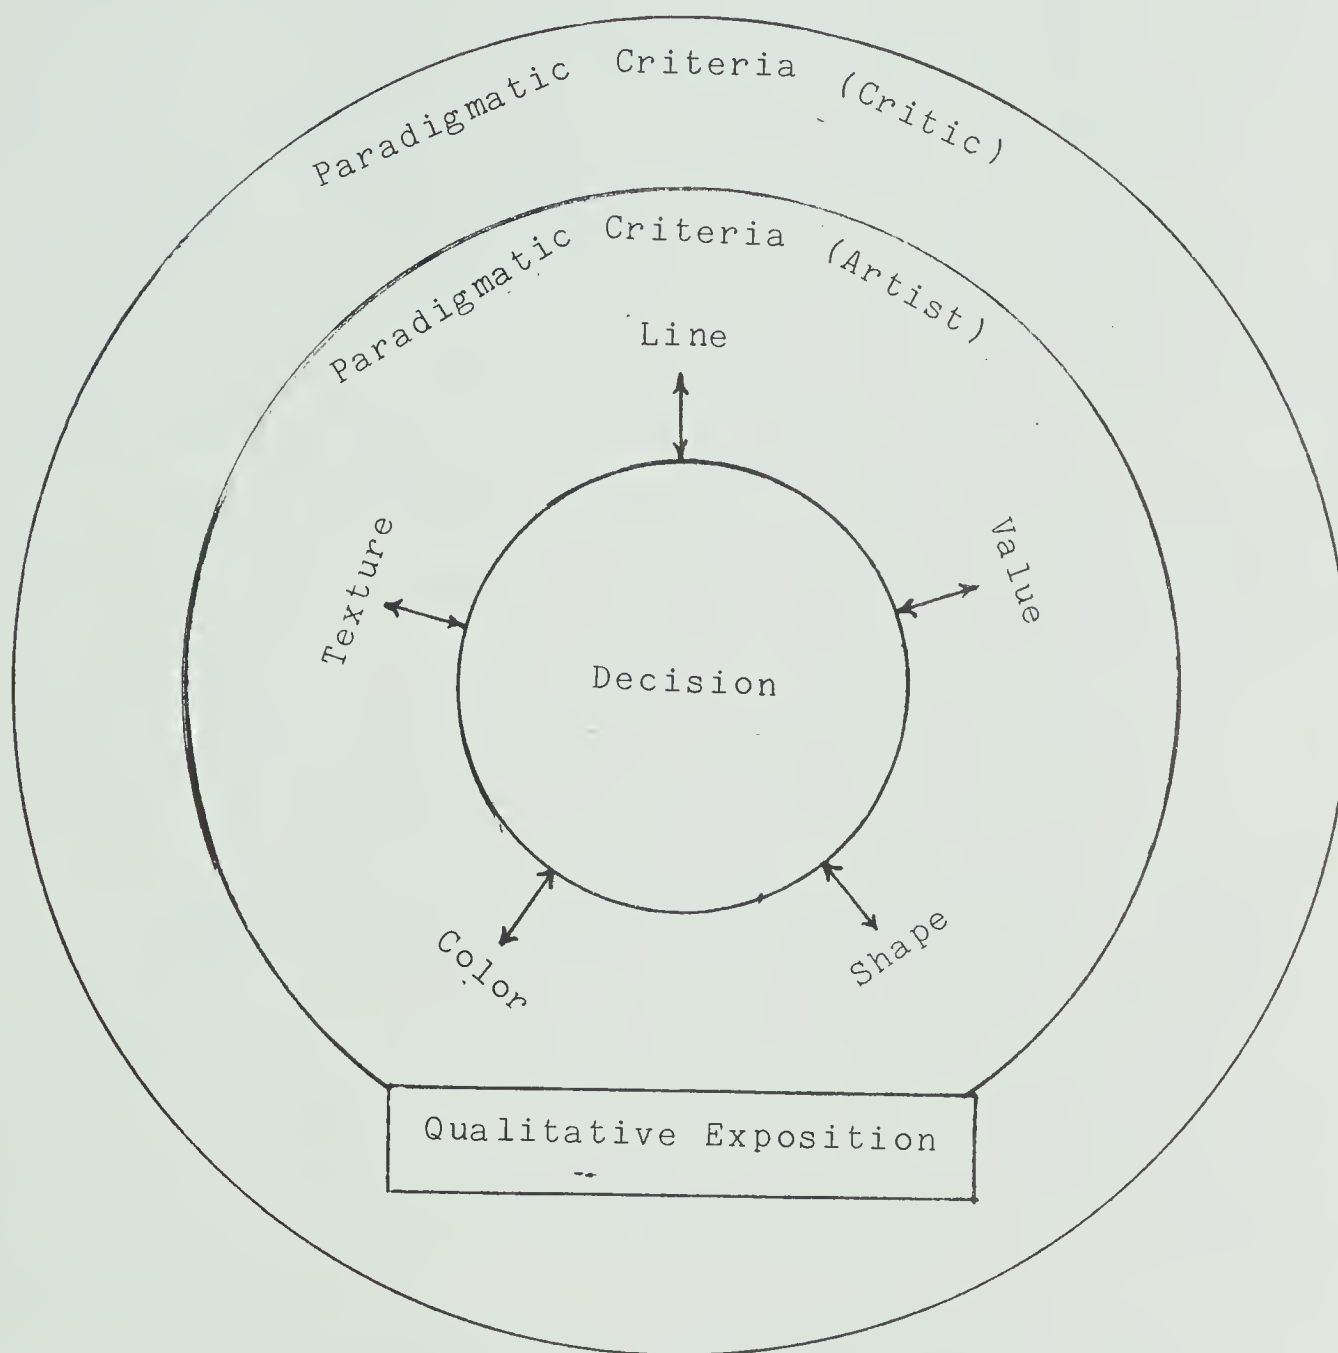 Paradigmatic Criteria (Critic)
Paradigmatic Criteria (Artist)
Line
Texture
Value
Decision
Color
Shape
Qualitative Exposition